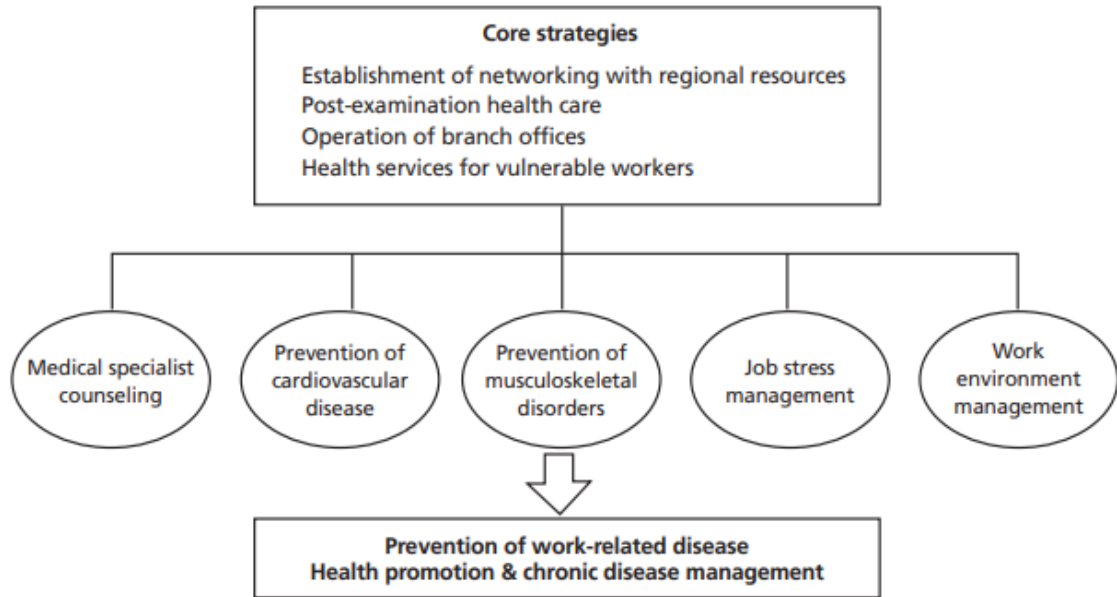 Core strategies
Establishment of networking with regional resources
Post-examination health care
Operation of branch offices
Health services for vulnerable workers
Medical specialist
counseling
Prevention of
cardiovascular
disease
Prevention of
musculoskeletal
disorders
Job stress
management
Work
environment
management
Prevention of work-related disease
Health promotion & chronic disease management